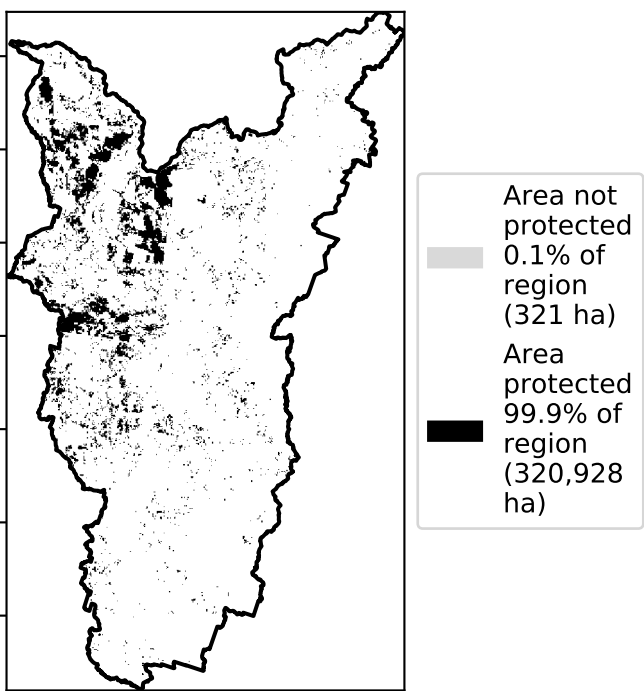 Area not
protected
0.1% of
region
(321 ha)
Area
protected
99.9% of
region
(320,928
ha)